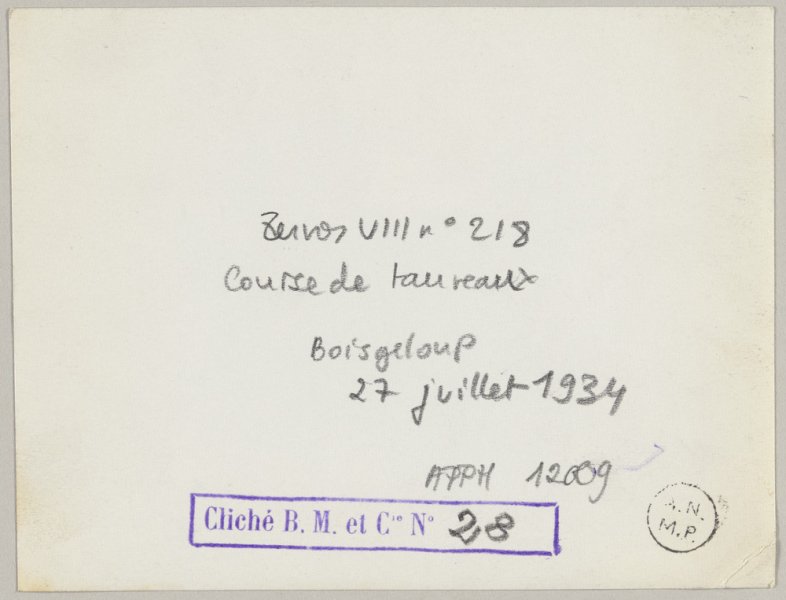 Zervos VIII n° 218
Course de taureaux
Boisgeloup
27 juillet 1934
APPH 12009
Cliché B. M. et Cie N° 28
A.N.
M.P.